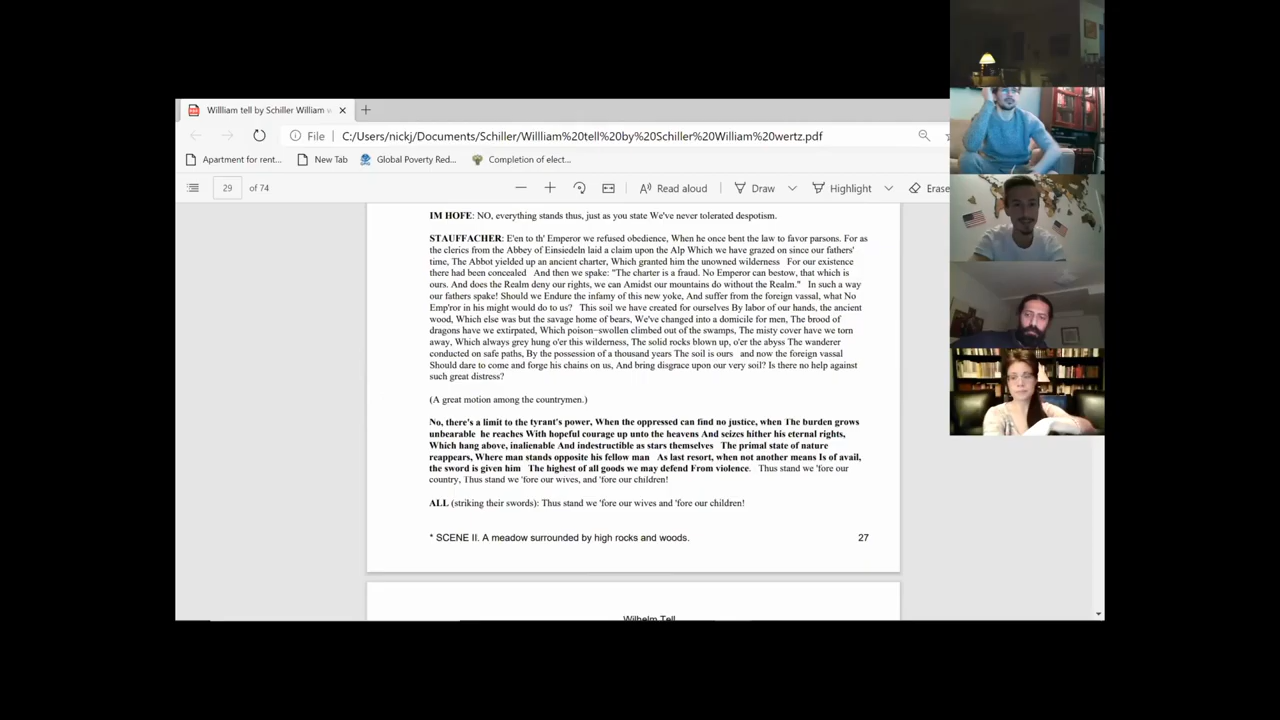 Willliam tell by Schiller William w
File C:/Users/nickj/Documents/Schiller/Willliam%20tell%20by%20Schiller%20William%20wertz.pdf
Apartment for rent... New Tab Global Poverty Red... Completion of elect...
29 of 74 Read aloud Draw Highlight Erase
IM HOFE: NO, everything stands thus, just as you state We've never tolerated despotism.
STAUFFACHER: E'en to th' Emperor we refused obedience, When he once bent the law to favor parsons. For as
the clerics from the Abbey of Einsiedeln laid a claim upon the Alp Which we have grazed on since our fathers'
time, The Abbot yielded up an ancient charter, Which granted him the unowned wilderness For our existence
there had been concealed And then we spake: "The charter is a fraud. No Emperor can bestow, that which is
ours. And does the Realm deny our rights, we can Amidst our mountains do without the Realm." In such a way
our fathers spake! Should we Endure the infamy of this new yoke, And suffer from the foreign vassal, what No
Emp'ror in his might would do to us? This soil we have created for ourselves By labor of our hands, the ancient
wood, Which else was but the savage home of bears, We've changed into a domicile for men, The brood of
dragons have we extirpated, Which poison-swollen climbed out of the swamps, The misty cover have we torn
away, Which always grey hung o'er this wilderness, The solid rocks blown up, o'er the abyss The wanderer
conducted on safe paths, By the possession of a thousand years The soil is ours and now the foreign vassal
Should dare to come and forge his chains on us, And bring disgrace upon our very soil? Is there no help against
such great distress?
(A great motion among the countrymen.)
No, there's a limit to the tyrant's power, When the oppressed can find no justice, when The burden grows
unbearable he reaches With hopeful courage up unto the heavens And seizes hither his eternal rights,
Which hang above, inalienable And indestructible as stars themselves The primal state of nature
reappears, Where man stands opposite his fellow man As last resort, when not another means Is of avail,
the sword is given him The highest of all goods we may defend From violence. Thus stand we 'fore our
country, Thus stand we 'fore our wives, and 'fore our children!
ALL (striking their swords): Thus stand we 'fore our wives and 'fore our children!
* SCENE II. A meadow surrounded by high rocks and woods. 27
Wilhelm Tell